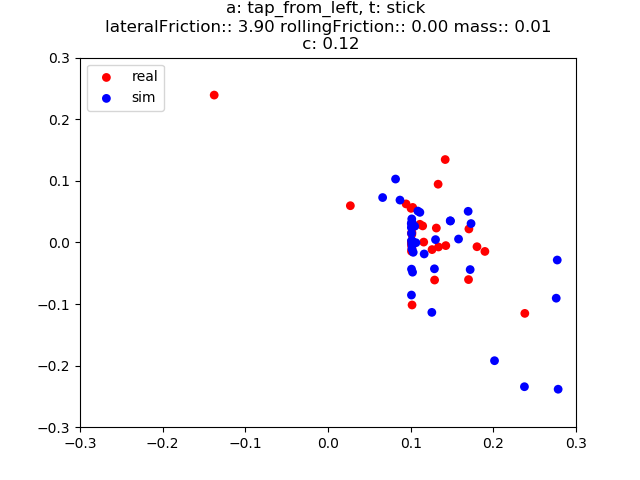 a: tap_from_left, t: stick
lateralFriction:: 3.90 rollingFriction:: 0.00 mass:: 0.01
c: 0.12
real
sim
0.3
0.2
0.1
0.0
−0.1
−0.2
−0.3
−0.3
−0.2
−0.1
0.0
0.1
0.2
0.3